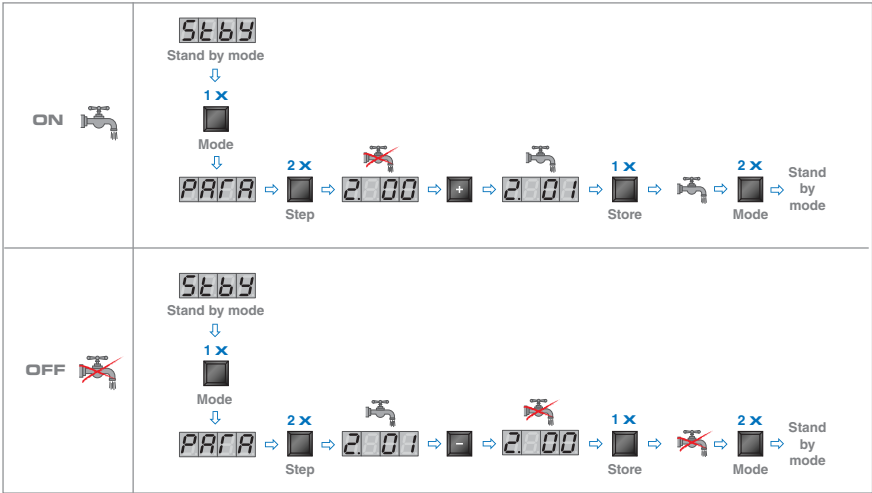 Stby
Stand by mode
1 x
ON
Mode
2 x
1 x
2 x
PArA
2. 00
+
2. 01
Stand
by
mode
Step
Store
Mode
Stby
Stand by mode
1 x
OFF
Mode
2 x
1 x
2 x
PArA
2. 01
-
2. 00
Stand
by
mode
Step
Store
Mode